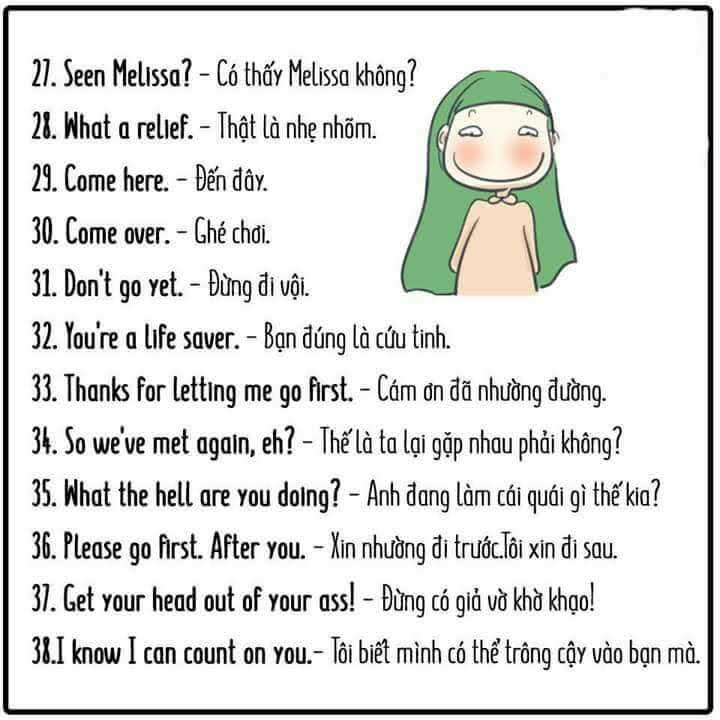 27. Seen Melissa? – Có thấy Melissa không?
28. What a relief. – Thật là nhẹ nhõm.
29. Come here. – Đến đây.
30. Come over. – Ghé chơi.
31. Don't go yet. – Đừng đi vội.
32. You're a life saver. – Bạn đúng là cứu tinh.
33. Thanks for letting me go first. – Cám ơn đã nhường đường.
34. So we've met again, eh? – Thế là ta lại gặp nhau phải không?
35. What the hell are you doing? – Anh đang làm cái quái gì thế kia?
36. Please go first. After you. – Xin nhường đi trước.Tôi xin đi sau.
37. Get your head out of your ass! – Đừng có giả vờ khờ khạo!
38.I know I can count on you.– Tôi biết mình có thể trông cậy vào bạn mà.